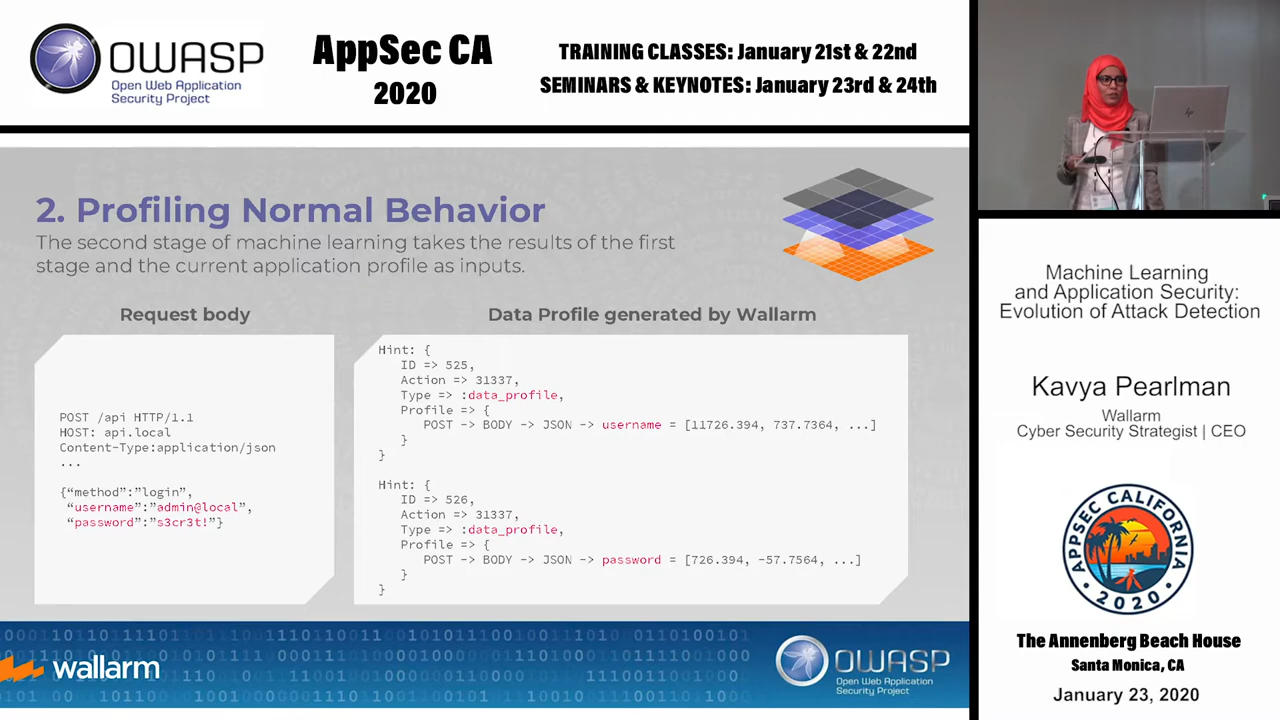 OWASP
Open Web Application
Security Project
AppSec CA
2020
TRAINING CLASSES: January 21st & 22nd
SEMINARS & KEYNOTES: January 23rd & 24th
2. Profiling Normal Behavior
The second stage of machine learning takes the results of the first
stage and the current application profile as inputs.
Request body
POST /api HTTP/1.1
HOST: api.local
Content-Type:application/json
...
{“method”:”login”,
“username”:”admin@local”,
“password”:”s3cr3t!”}
Data Profile generated by Wallarm
Hint: {
ID => 525,
Action => 31337,
Type => :data_profile,
Profile => {
POST -> BODY -> JSON -> username = [11726.394, 737.7364, ...]
}
}
Hint: {
ID => 526,
Action => 31337,
Type => :data_profile,
Profile => {
POST -> BODY -> JSON -> password = [726.394, -57.7564, ...]
}
}
wallarm
OWASP
Open Web Application
Security Project
Machine Learning
and Application Security:
Evolution of Attack Detection
Kavya Pearlman
Wallarm
Cyber Security Strategist | CEO
APPSEC CALIFORNIA
2020
The Annenberg Beach House
Santa Monica, CA
January 23, 2020